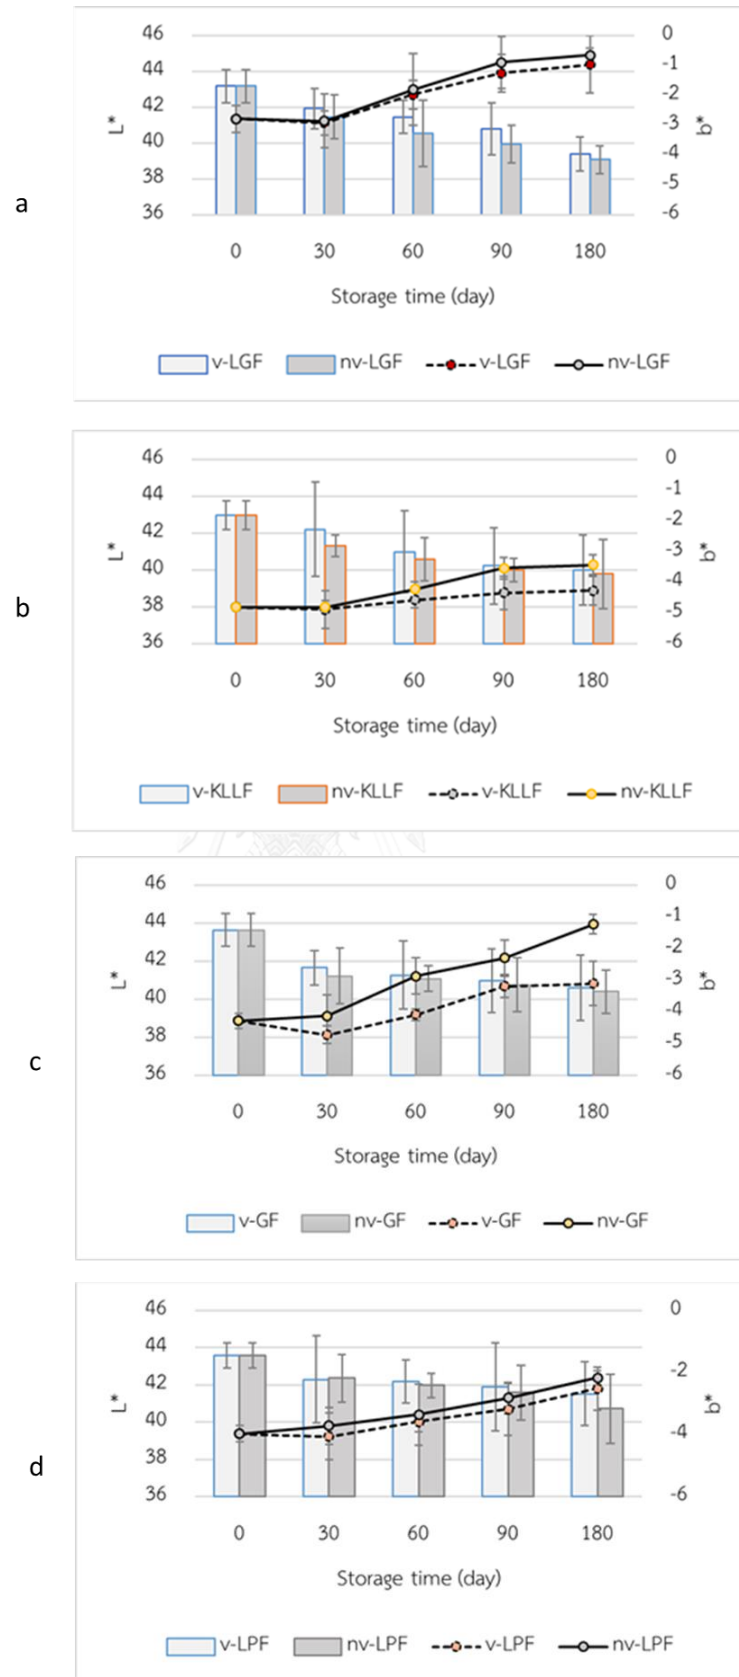 a
46
44
42
40
38
36
L*
0
-1
-2
-3
-4
-5
-6
b*
0 30 60 90 180
Storage time (day)
v-LGF nv-LGF v-LGF nv-LGF
b
46
44
42
40
38
36
L*
0
-1
-2
-3
-4
-5
-6
b*
0 30 60 90 180
Storage time (day)
v-KLLF nv-KLLF v-KLLF nv-KLLF
c
46
44
42
40
38
36
L*
0
-1
-2
-3
-4
-5
-6
b*
0 30 60 90 180
Storage time (day)
v-GF nv-GF v-GF nv-GF
d
46
44
42
40
38
36
L*
0
-2
-4
-6
b*
0 30 60 90 180
Storage time (day)
v-LPF nv-LPF v-LPF nv-LPF